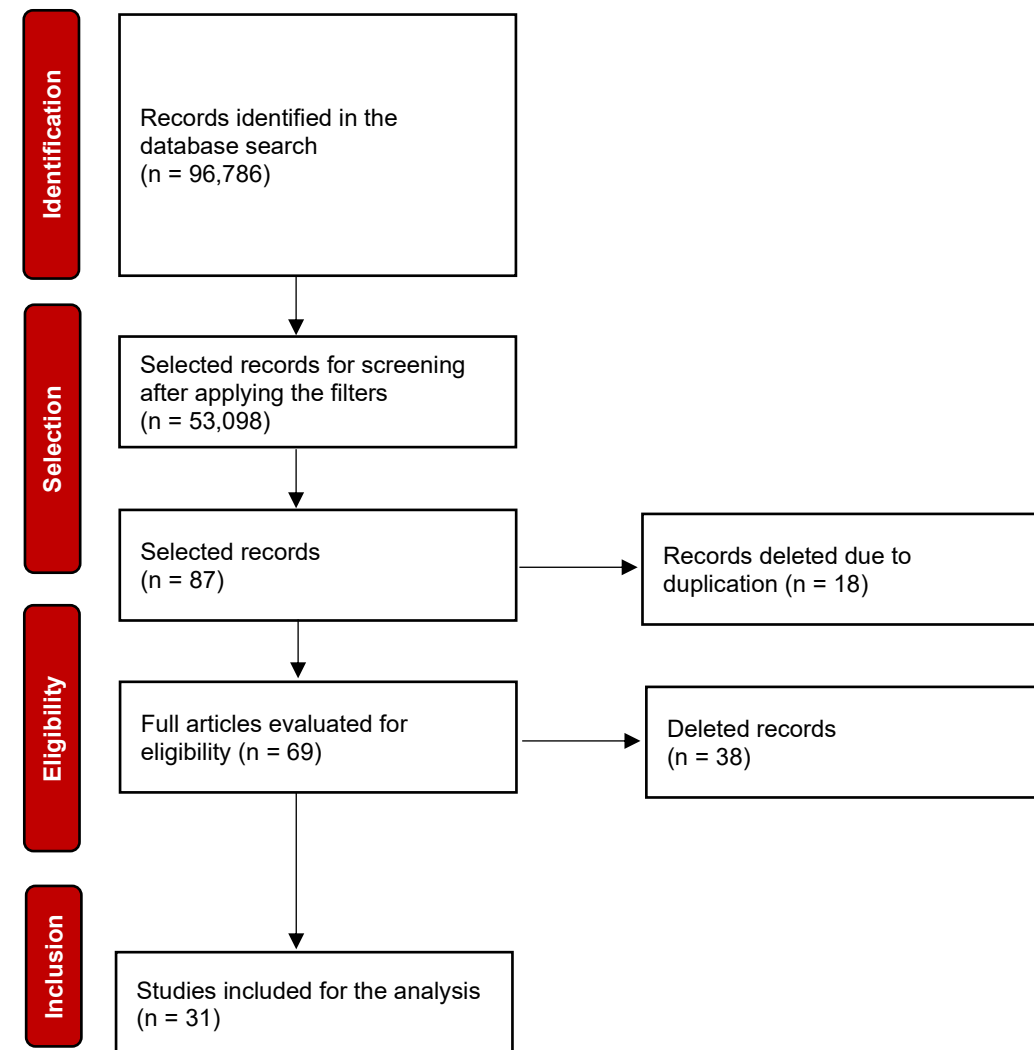 Identification
Records identified in the
database search
(n = 96,786)
Selection
Selected records for screening
after applying the filters
(n = 53,098)
Selected records
(n = 87)
Records deleted due to
duplication (n = 18)
Eligibility
Full articles evaluated for
eligibility (n = 69)
Deleted records
(n = 38)
Inclusion
Studies included for the analysis
(n = 31)